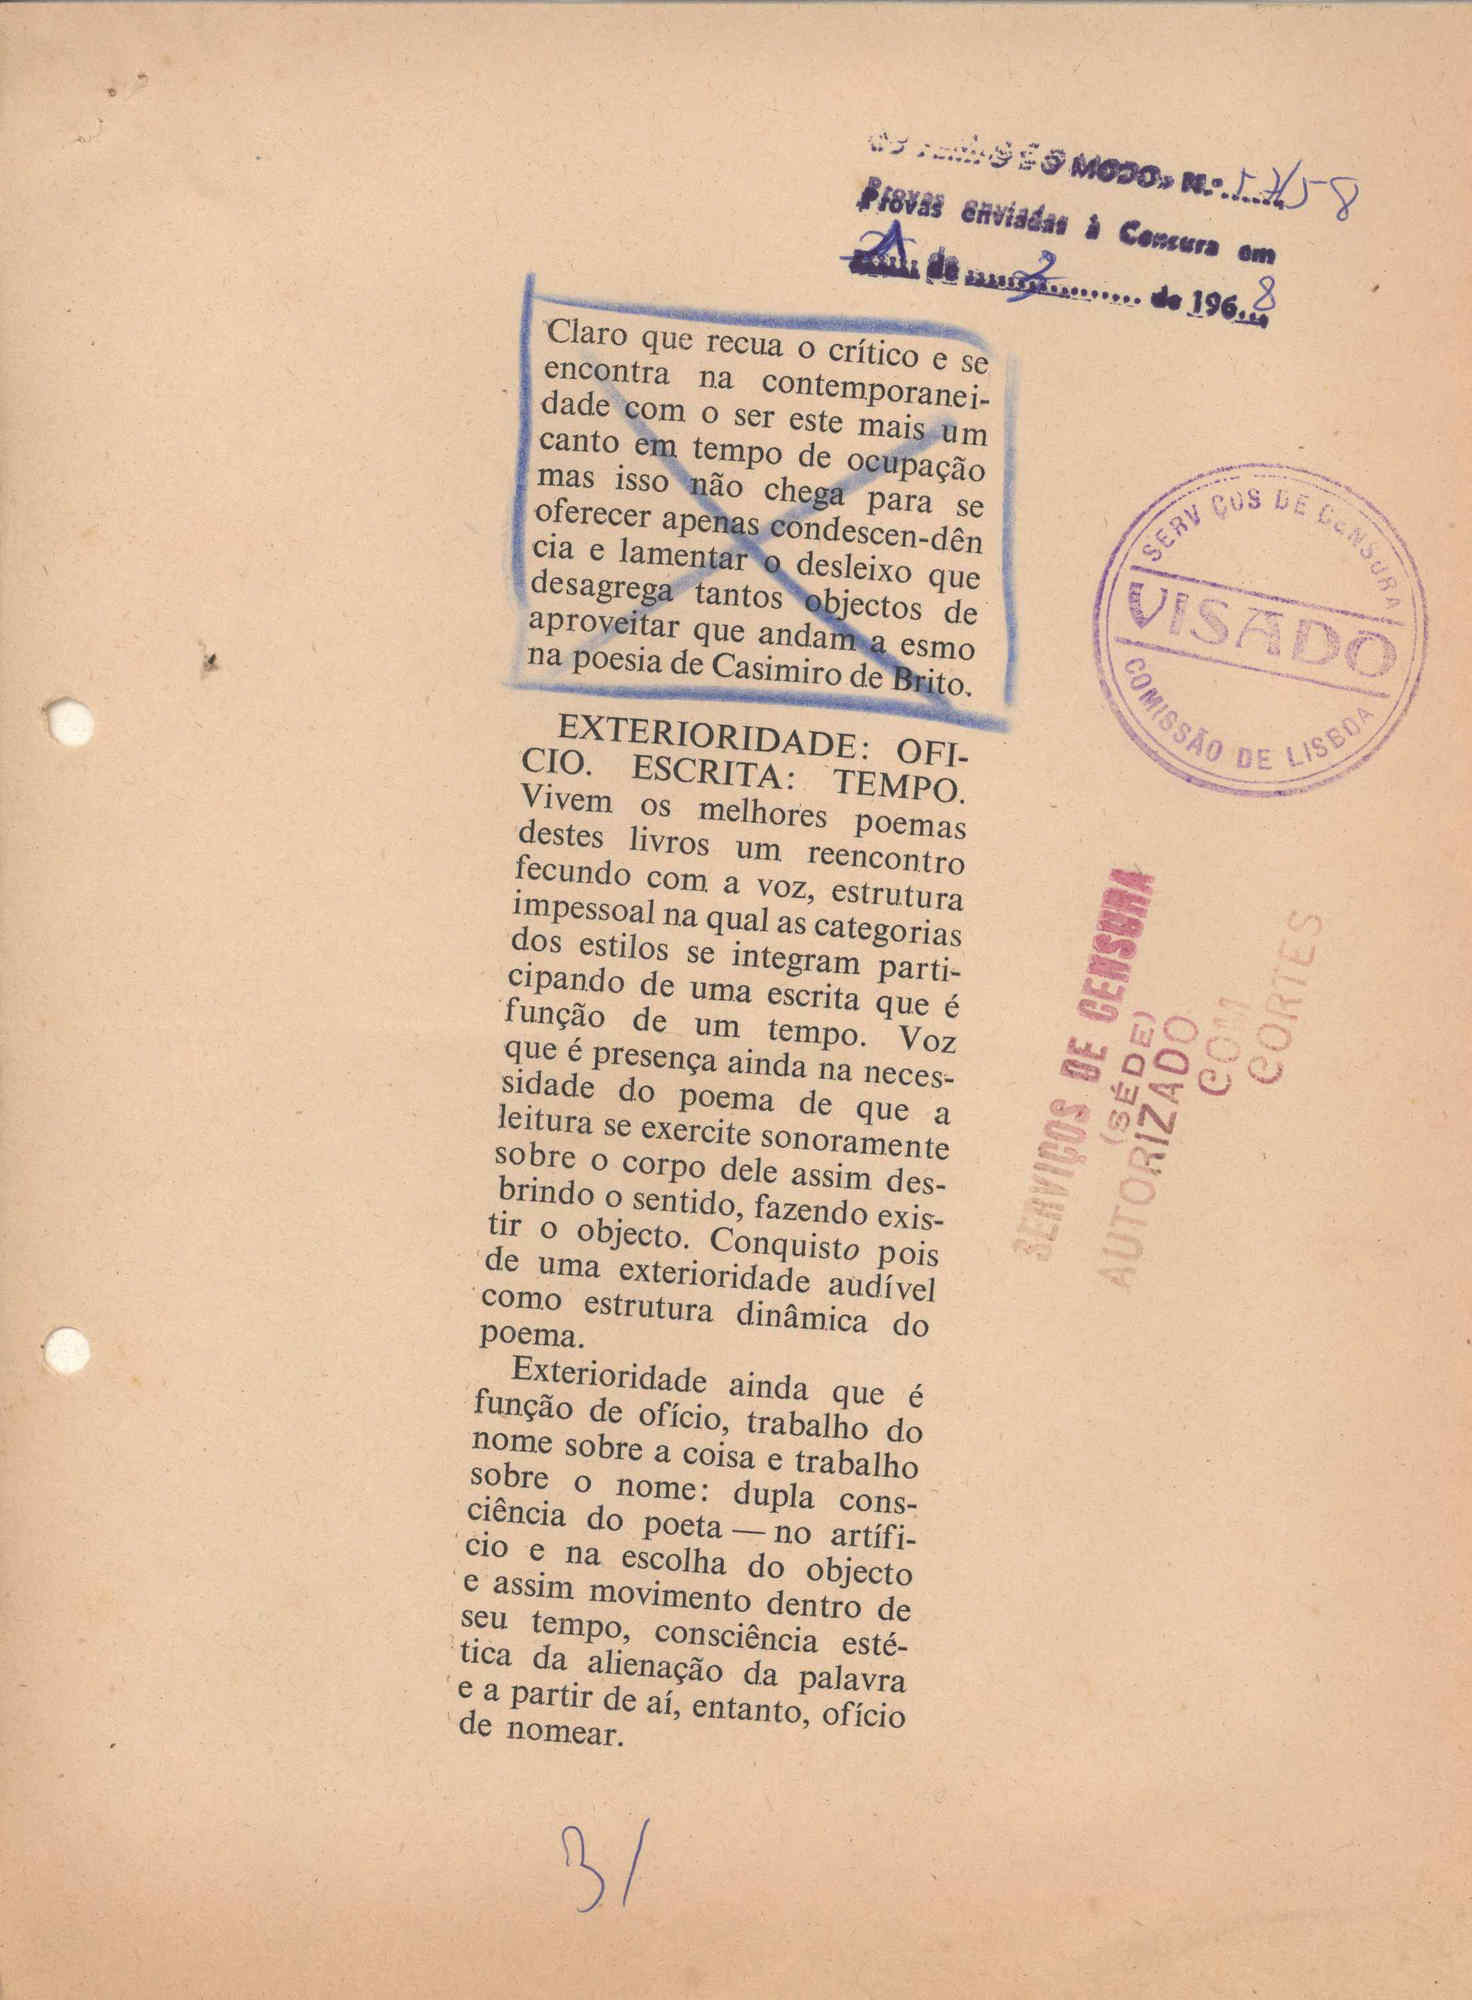 É O MODO» N.º 57/58
Provas enviadas à Censura em
de 2 de 1968
Claro que recua o crítico e se
encontra na contemporanei-
dade com o ser este mais um
canto em tempo de ocupação
mas isso não chega para se
oferecer apenas condescen-dên
cia e lamentar o desleixo que
desagrega tantos objectos de
aproveitar que andam a esmo
na poesia de Casimiro de Brito.
EXTERIORIDADE: OFI-
CIO. ESCRITA: TEMPO.
Vivem os melhores poemas
destes livros um reencontro
fecundo com a voz, estrutura
impessoal na qual as categorias
dos estilos se integram parti-
cipando de uma escrita que é
função de um tempo. Voz
que é presença ainda na neces-
sidade do poema de que a
leitura se exercite sonoramente
sobre o corpo dele assim des-
brindo o sentido, fazendo exis-
tir o objecto. Conquisto pois
de uma exterioridade audível
como estrutura dinâmica do
poema.
Exterioridade ainda que é
função de ofício, trabalho do
nome sobre a coisa e trabalho
sobre o nome: dupla cons-
ciência do poeta — no artífi-
cio e na escolha do objecto
e assim movimento dentro de
seu tempo, consciência esté-
tica da alienação da palavra
e a partir de aí, entanto, ofício
de nomear.
SERVIÇOS DE CENSURA
VISADO
COMISSÃO DE LISBOA
SERVIÇOS DE CENSURA
(SÉDE)
AUTORIZADO
COM
CORTES
3/